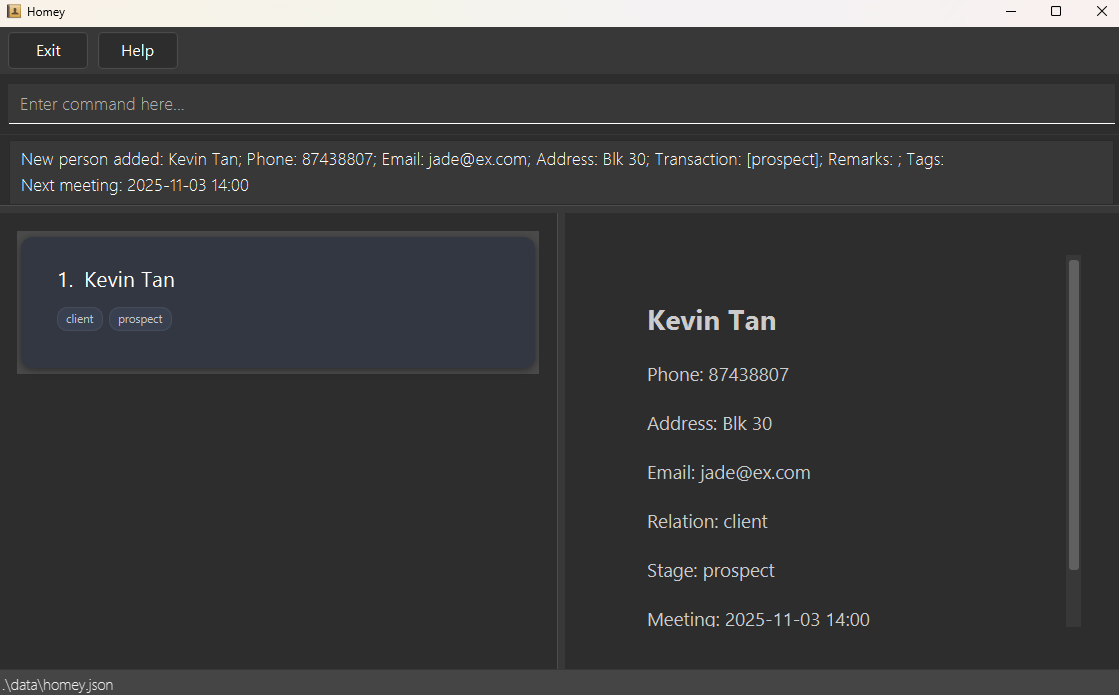 Homey
Exit
Help
Enter command here...
New person added: Kevin Tan; Phone: 87438807; Email: jade@ex.com; Address: Blk 30; Transaction: [prospect]; Remarks: ; Tags:
Next meeting: 2025-11-03 14:00
1. Kevin Tan
client
prospect
Kevin Tan
Phone: 87438807
Address: Blk 30
Email: jade@ex.com
Relation: client
Stage: prospect
Meeting: 2025-11-03 14:00
.\data\homey.json